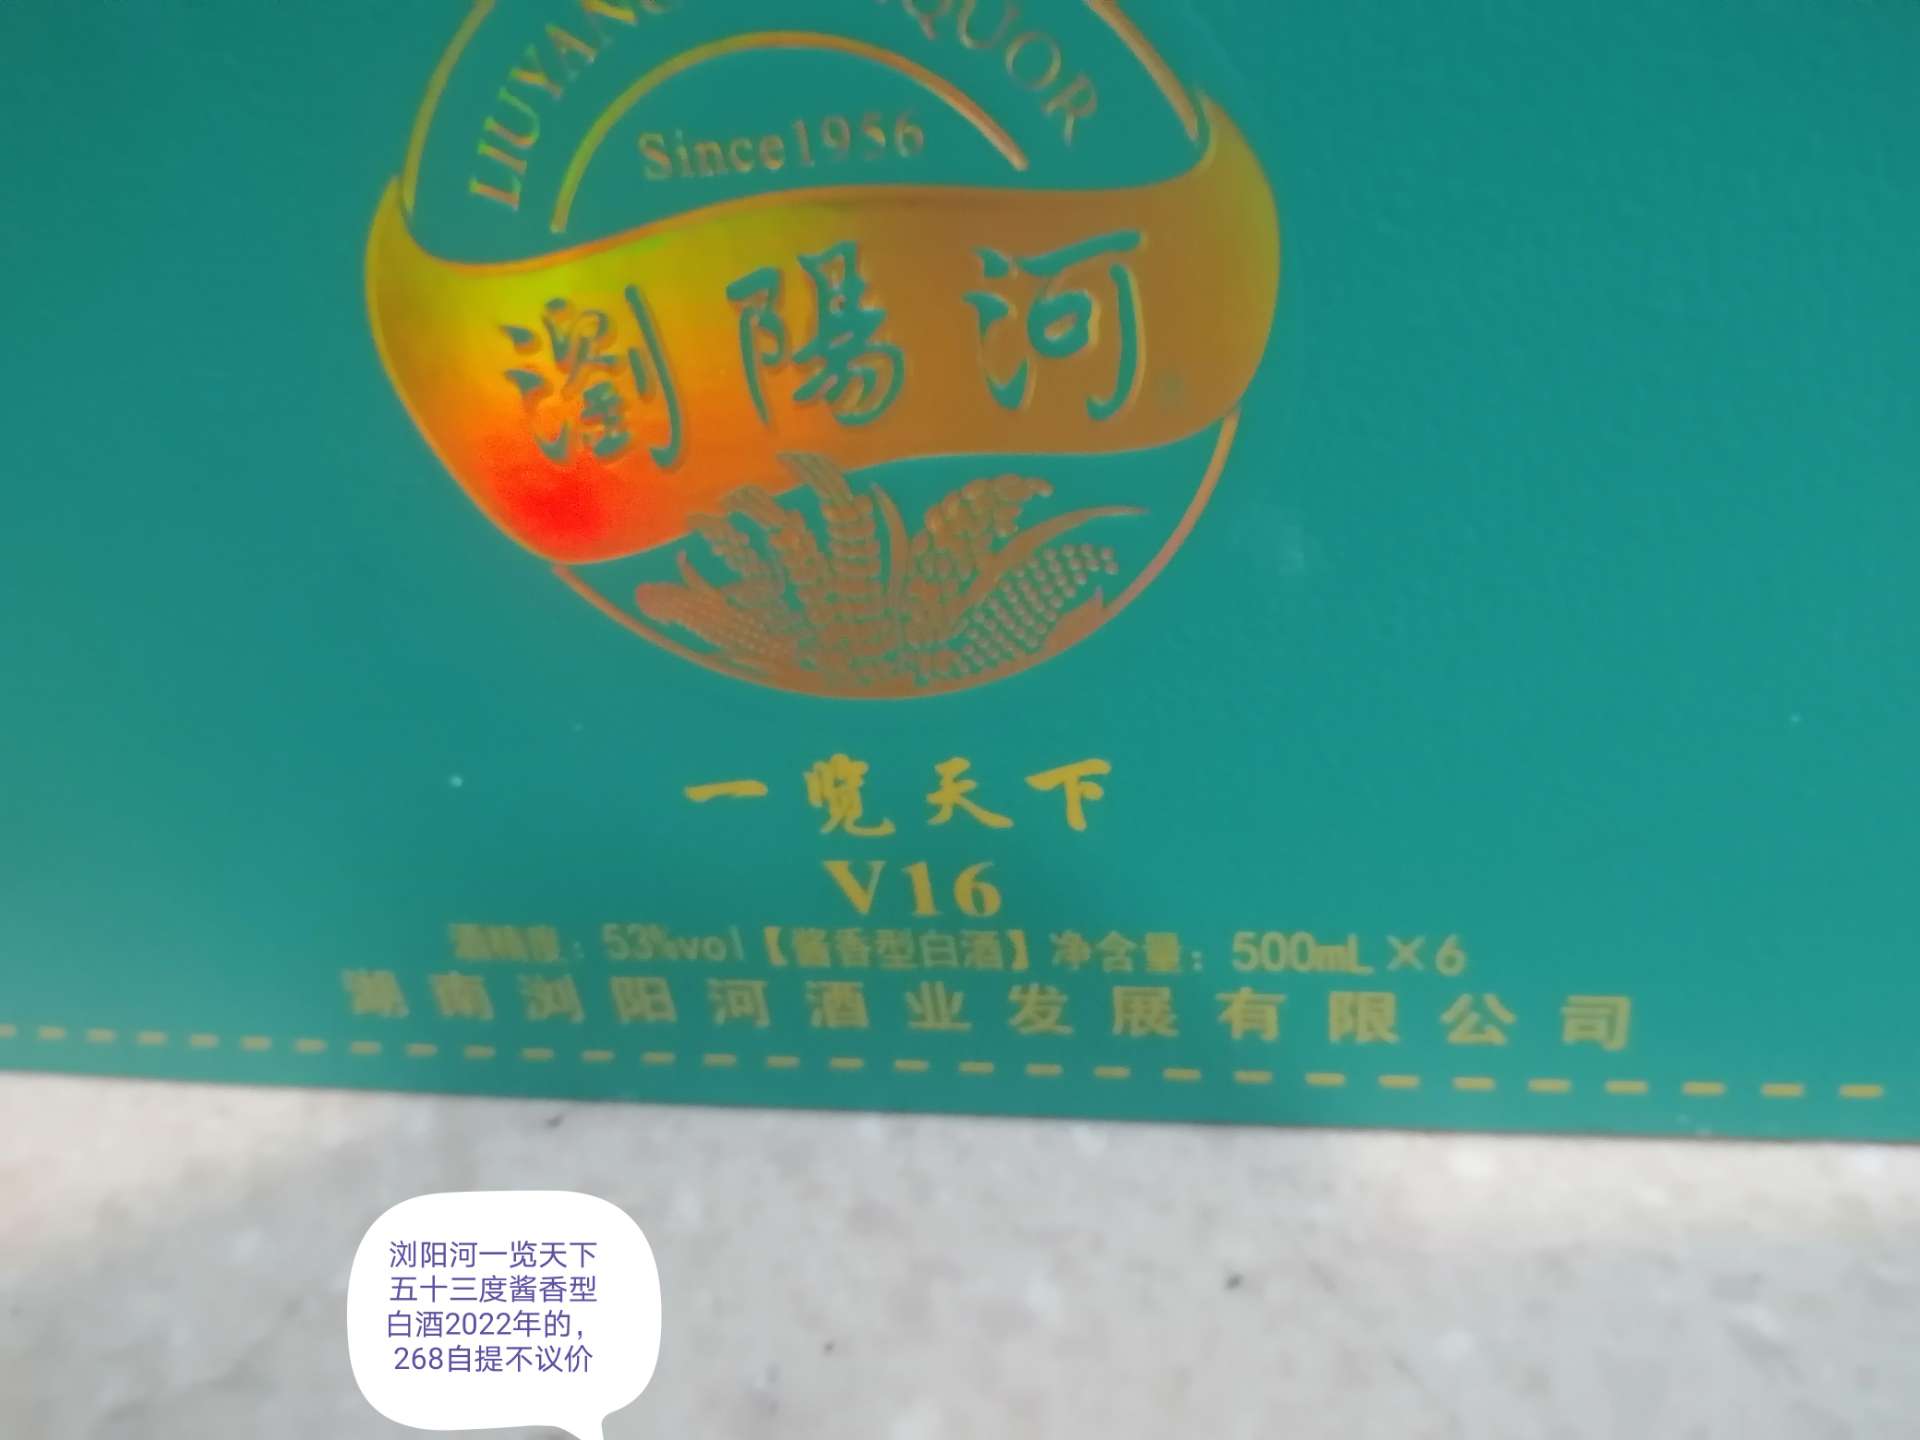 LIUYANG
QUOR
Since1956
瀏陽河
一览天下
V16
酒精度：53%vol【酱香型白酒】净含量：500mL×6
湖南浏阳河酒业发展有限公司
浏阳河一览天下
五十三度酱香型
白酒2022年的，
268自提不议价